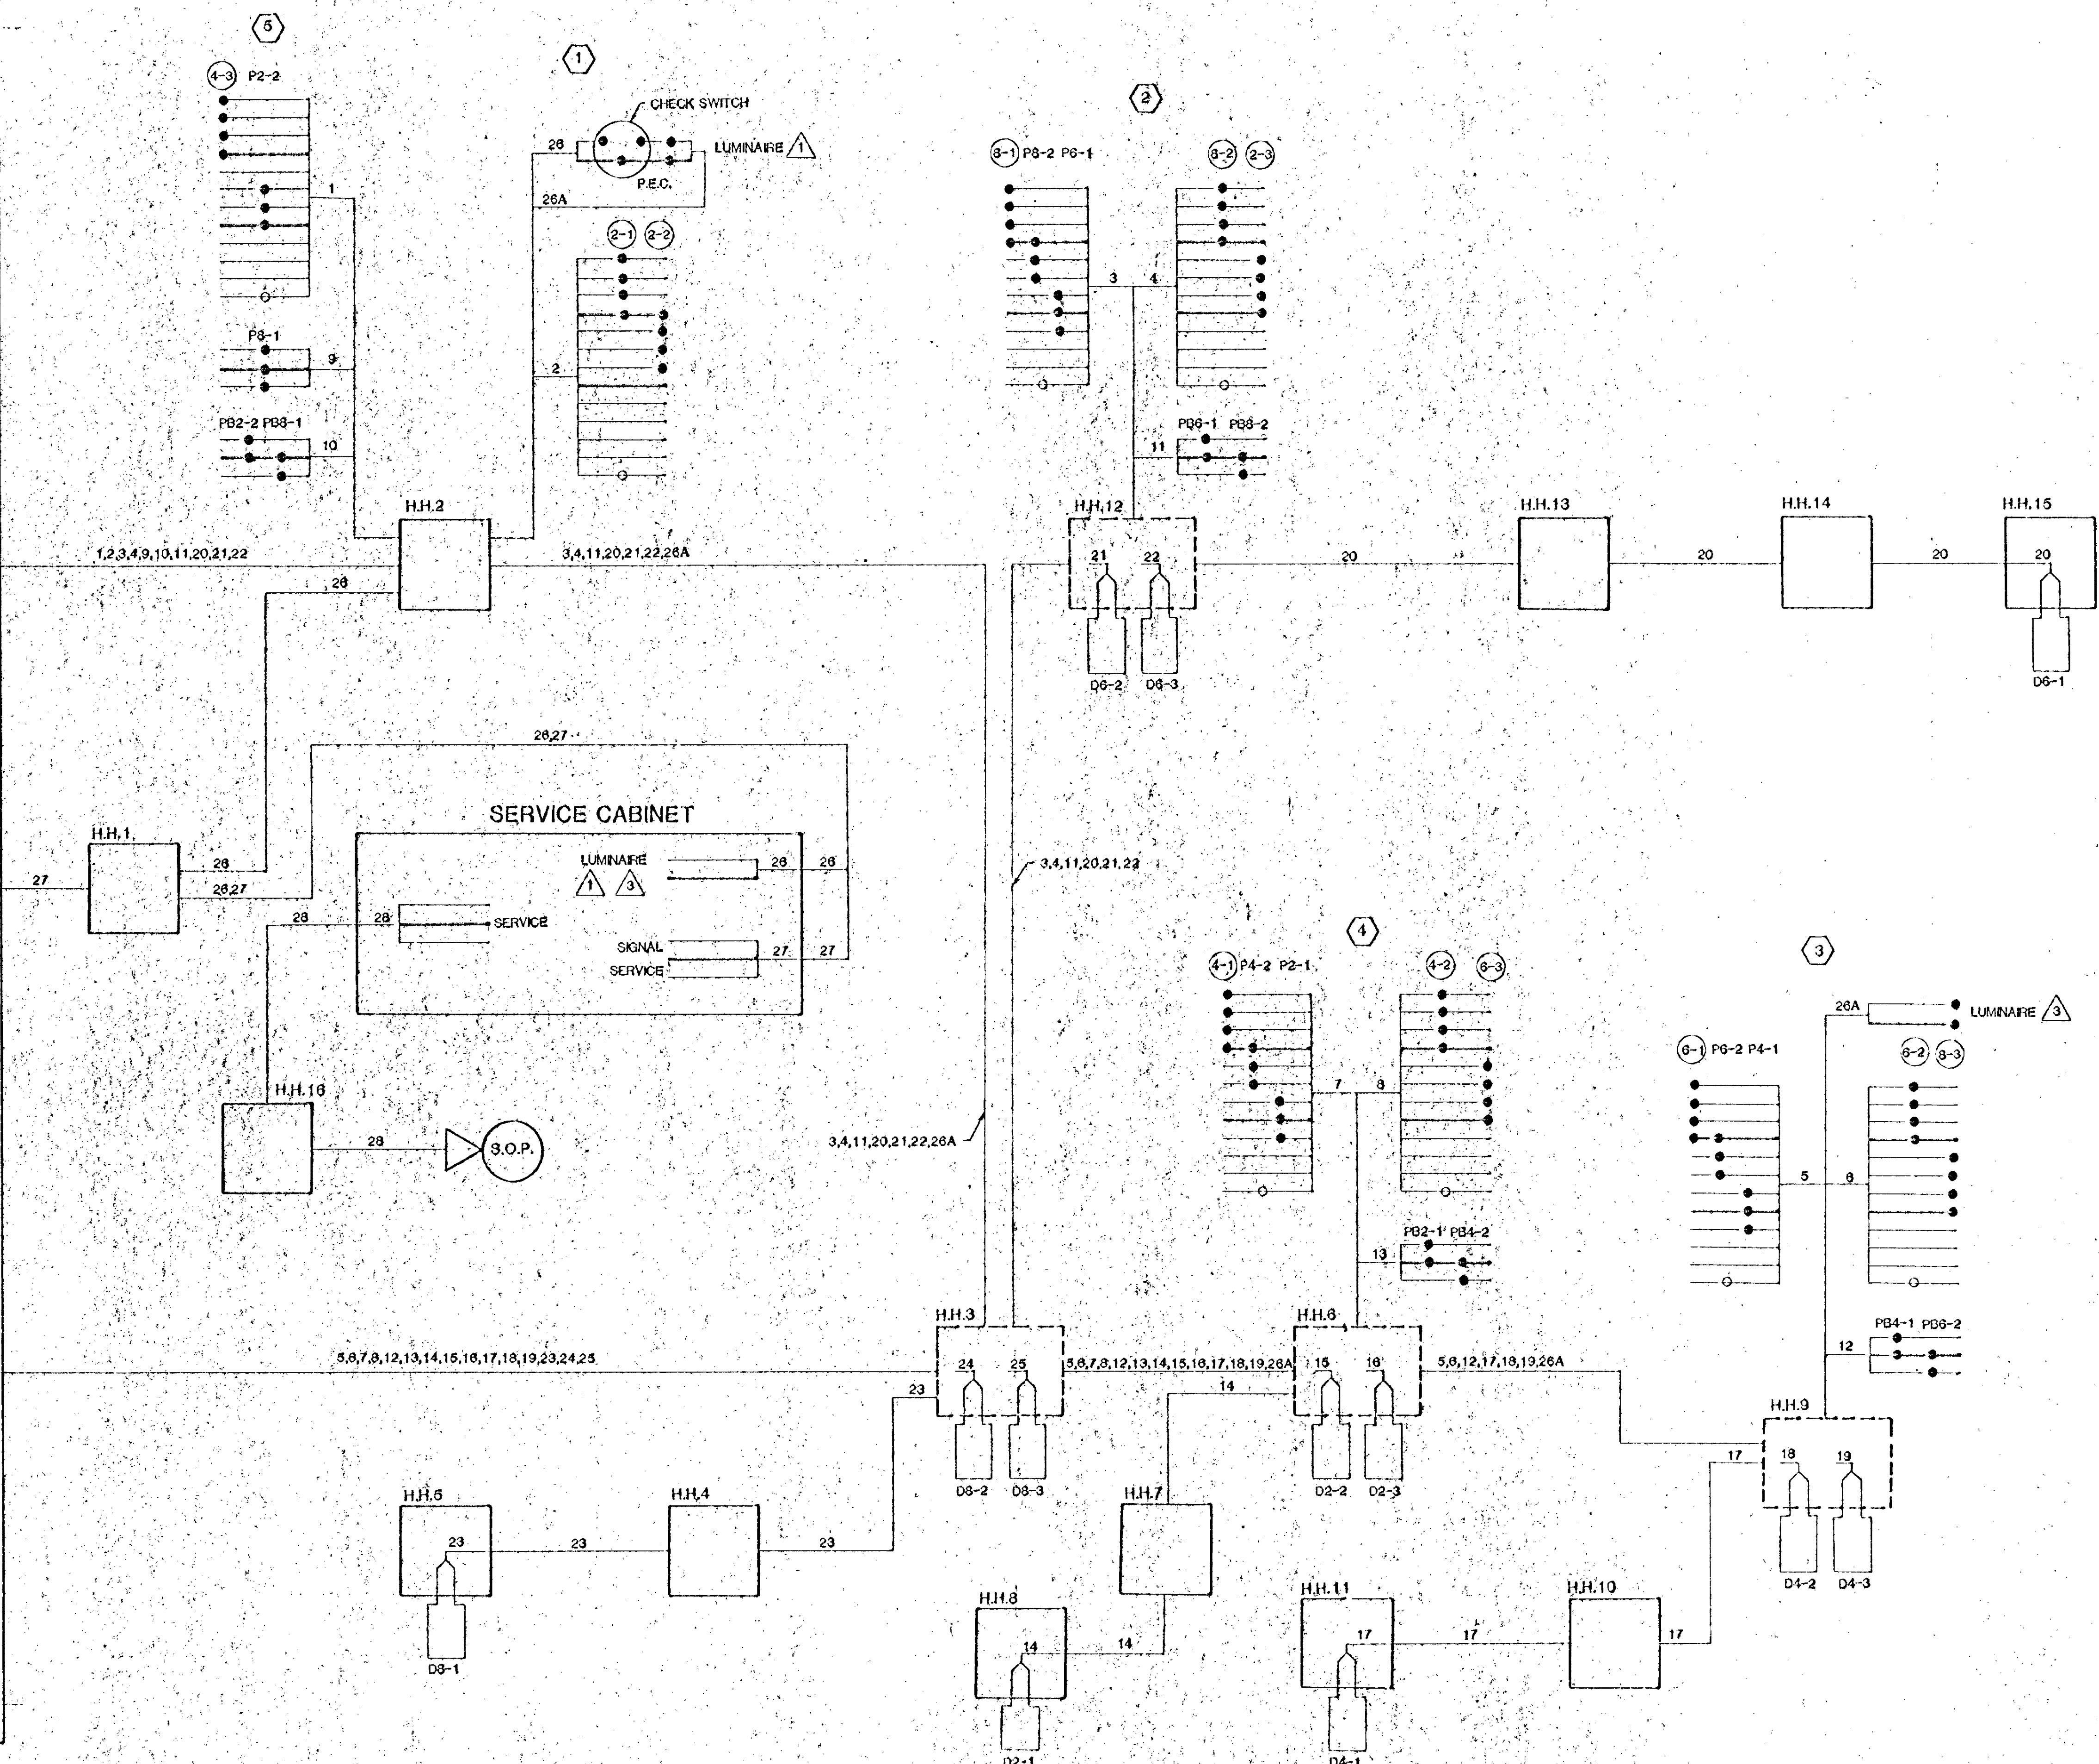 5
4-3 P2-2
1
P8-1
9
PB2-2 PB8-1
10
1
CHECK SWITCH
26
LUMINAIRE 1
P.E.C.
26A
2-1 2-2
2
2
8-1 P8-2 P6-1
8-2 2-3
3 4
PB6-1 PB8-2
11
H.H.2
1,2,3,4,9,10,11,20,21,22
3,4,11,20,21,22,26A
26
H.H.12
21 22
D6-2 D6-3
20
H.H.13
20
H.H.14
20
H.H.15
20
D6-1
26,27
SERVICE CABINET
H.H.1
27
26
26,27
LUMINAIRE
1 3
26 26
28 28
SERVICE
SIGNAL
SERVICE
27 27
3,4,11,20,21,22
H.H.16
28
S.O.P.
3,4,11,20,21,22,26A
4
4-1 P4-2 P2-1
4-2 6-3
7 8
PB2-1 PB4-2
13
3
26A
LUMINAIRE 3
6-1 P6-2 P4-1
6-2 8-3
5 6
PB4-1 PB6-2
12
H.H.3
5,6,7,8,12,13,14,15,16,17,18,19,23,24,25
24 25
23
D8-2 D8-3
5,6,7,8,12,13,14,15,16,17,18,19,26A
14
H.H.6
15 16
D2-2 D2-3
5,6,12,17,18,19,26A
H.H.9
17
18 19
D4-2 D4-3
H.H.5
23
23
D8-1
H.H.4
23
H.H.7
H.H.8
14
14
D2-1
H.H.11
17
17
D4-1
H.H.10
17